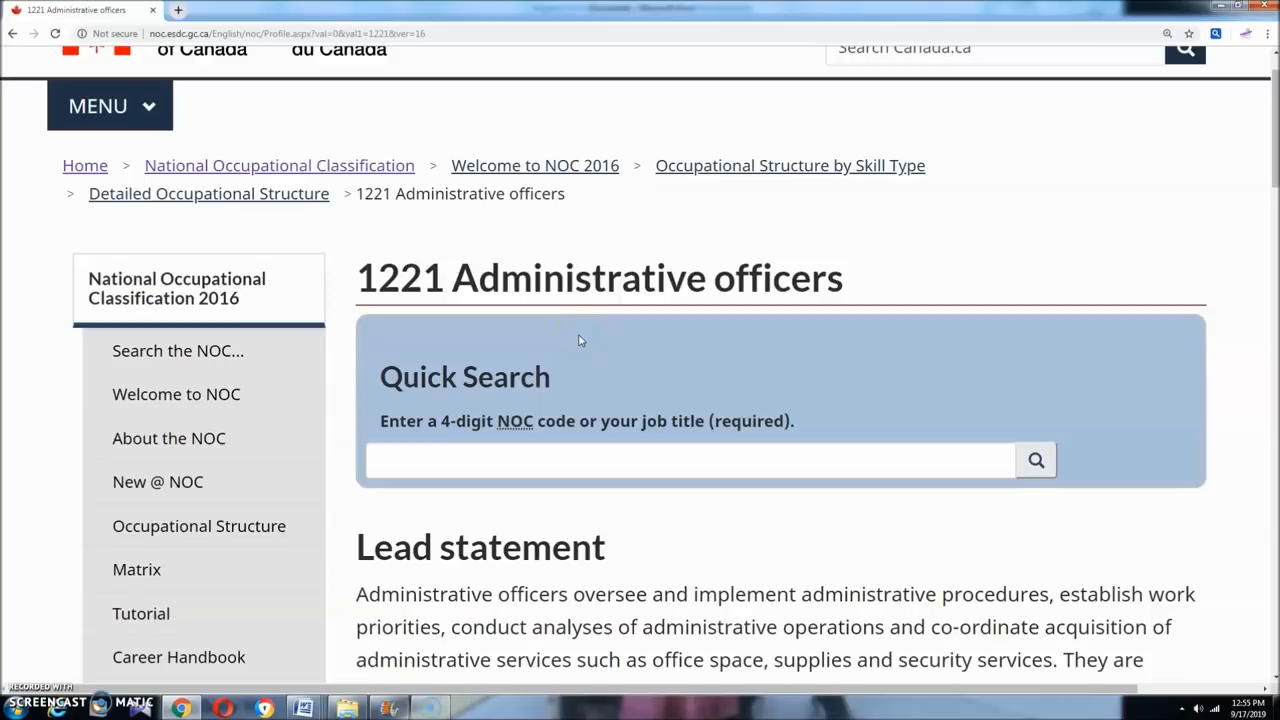 1221 Administrative officers
Not secure | noc.esdc.gc.ca/English/noc/Profile.aspx?val=0&val1=1221&ver=16
of Canada du Canada
Search Canada.ca
MENU
Home > National Occupational Classification > Welcome to NOC 2016 > Occupational Structure by Skill Type
> Detailed Occupational Structure > 1221 Administrative officers
National Occupational
Classification 2016
Search the NOC...
Welcome to NOC
About the NOC
New @ NOC
Occupational Structure
Matrix
Tutorial
Career Handbook
1221 Administrative officers
Quick Search
Enter a 4-digit NOC code or your job title (required).
Lead statement
Administrative officers oversee and implement administrative procedures, establish work
priorities, conduct analyses of administrative operations and co-ordinate acquisition of
administrative services such as office space, supplies and security services. They are
RECORDED WITH
SCREENCAST MATIC
12:55 PM
9/17/2019